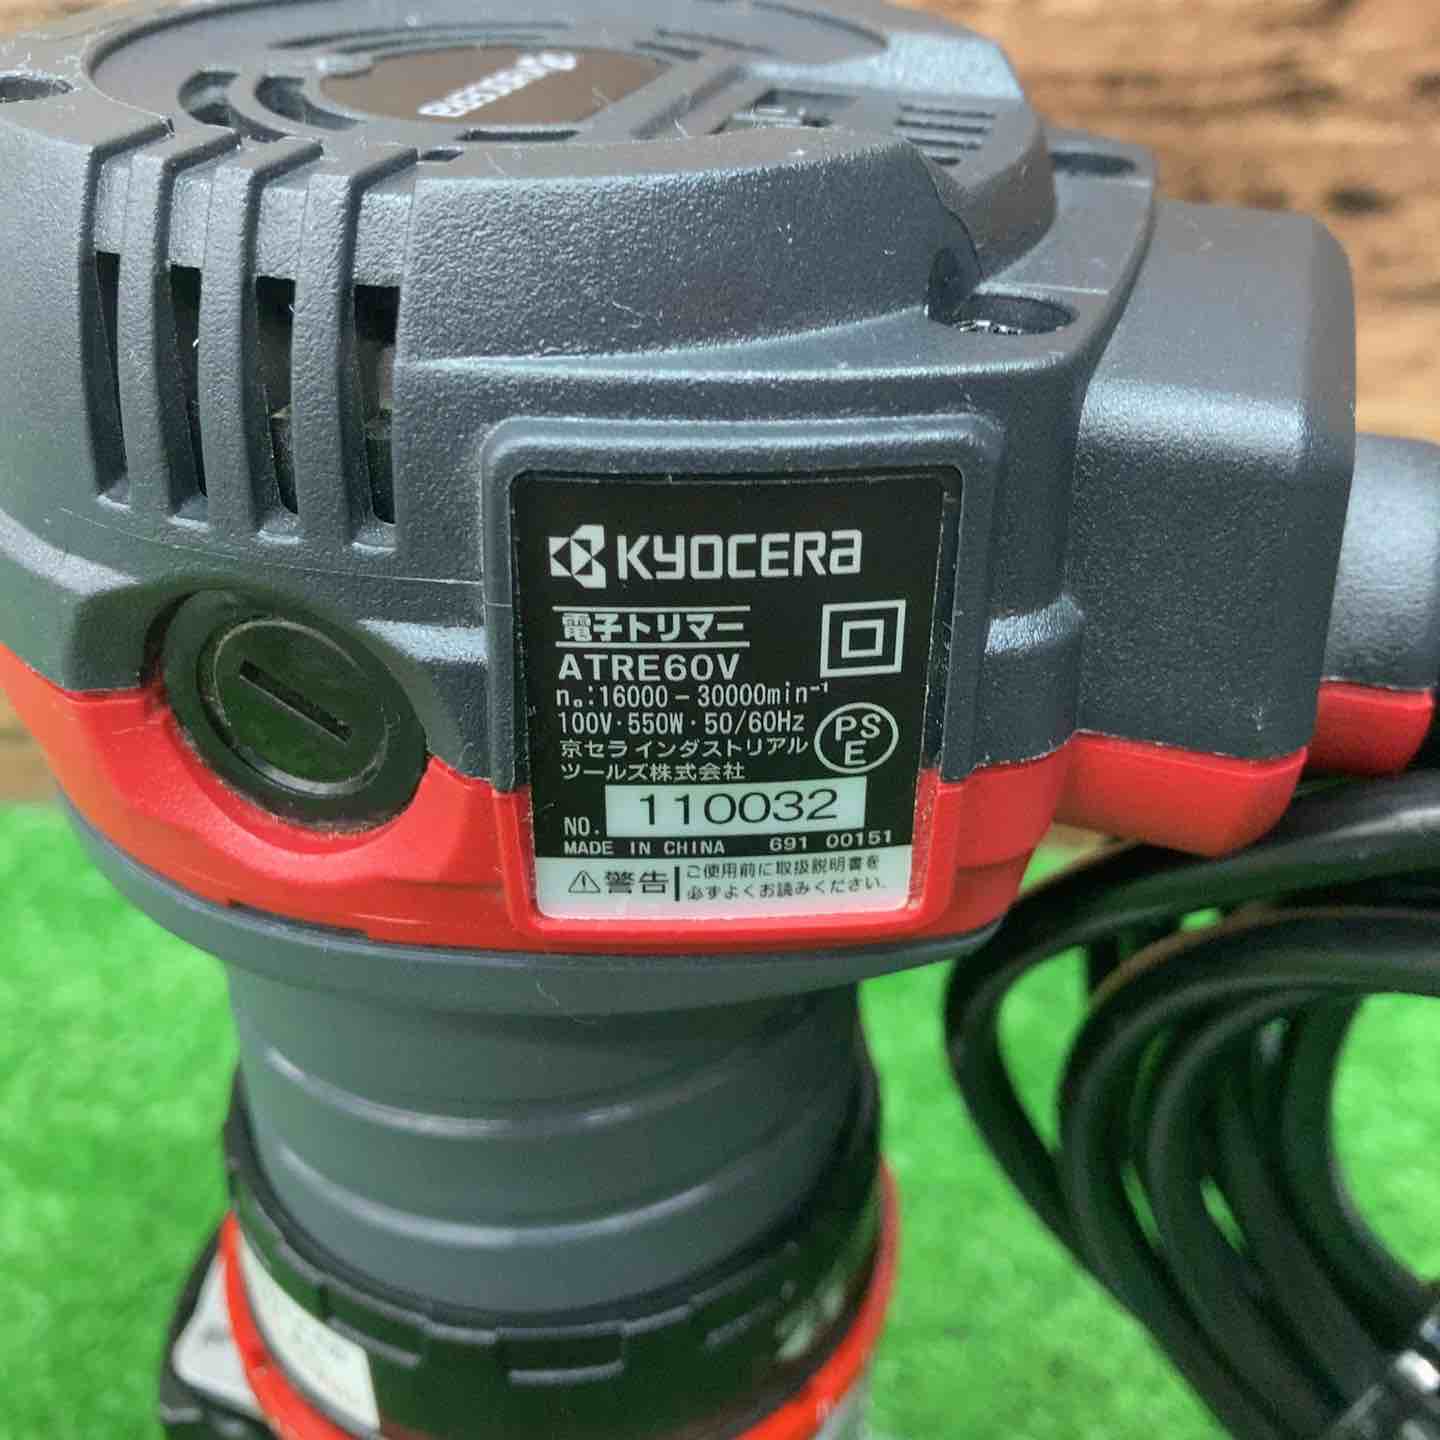 KYOCERA
電子トリマー
ATRE60V
n₀:16000-30000min⁻¹
100V·550W·50/60Hz
京セラインダストリアル
ツールズ株式会社
PS
E
NO. 110032
MADE IN CHINA 691 00151
⚠警告 ご使用前に取扱説明書を
必ずよくお読みください.